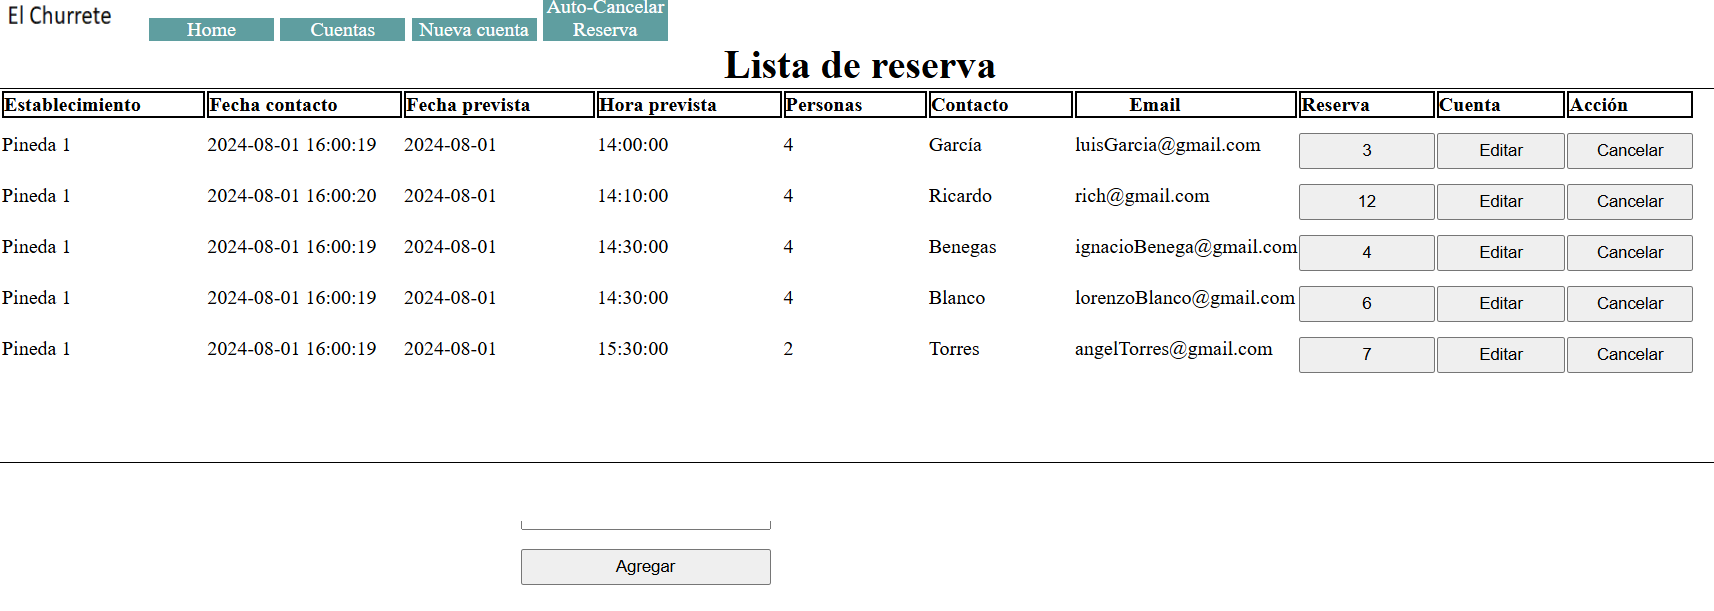 El Churrete
Home Cuentas Nueva cuenta Auto-Cancelar Reserva
Lista de reserva
Establecimiento Fecha contacto Fecha prevista Hora prevista Personas Contacto Email Reserva Cuenta Acción
Pineda 1 2024-08-01 16:00:19 2024-08-01 14:00:00 4 García luisGarcia@gmail.com 3 Editar Cancelar
Pineda 1 2024-08-01 16:00:20 2024-08-01 14:10:00 4 Ricardo rich@gmail.com 12 Editar Cancelar
Pineda 1 2024-08-01 16:00:19 2024-08-01 14:30:00 4 Benegas ignacioBenega@gmail.com 4 Editar Cancelar
Pineda 1 2024-08-01 16:00:19 2024-08-01 14:30:00 4 Blanco lorenzoBlanco@gmail.com 6 Editar Cancelar
Pineda 1 2024-08-01 16:00:19 2024-08-01 15:30:00 2 Torres angelTorres@gmail.com 7 Editar Cancelar
Agregar